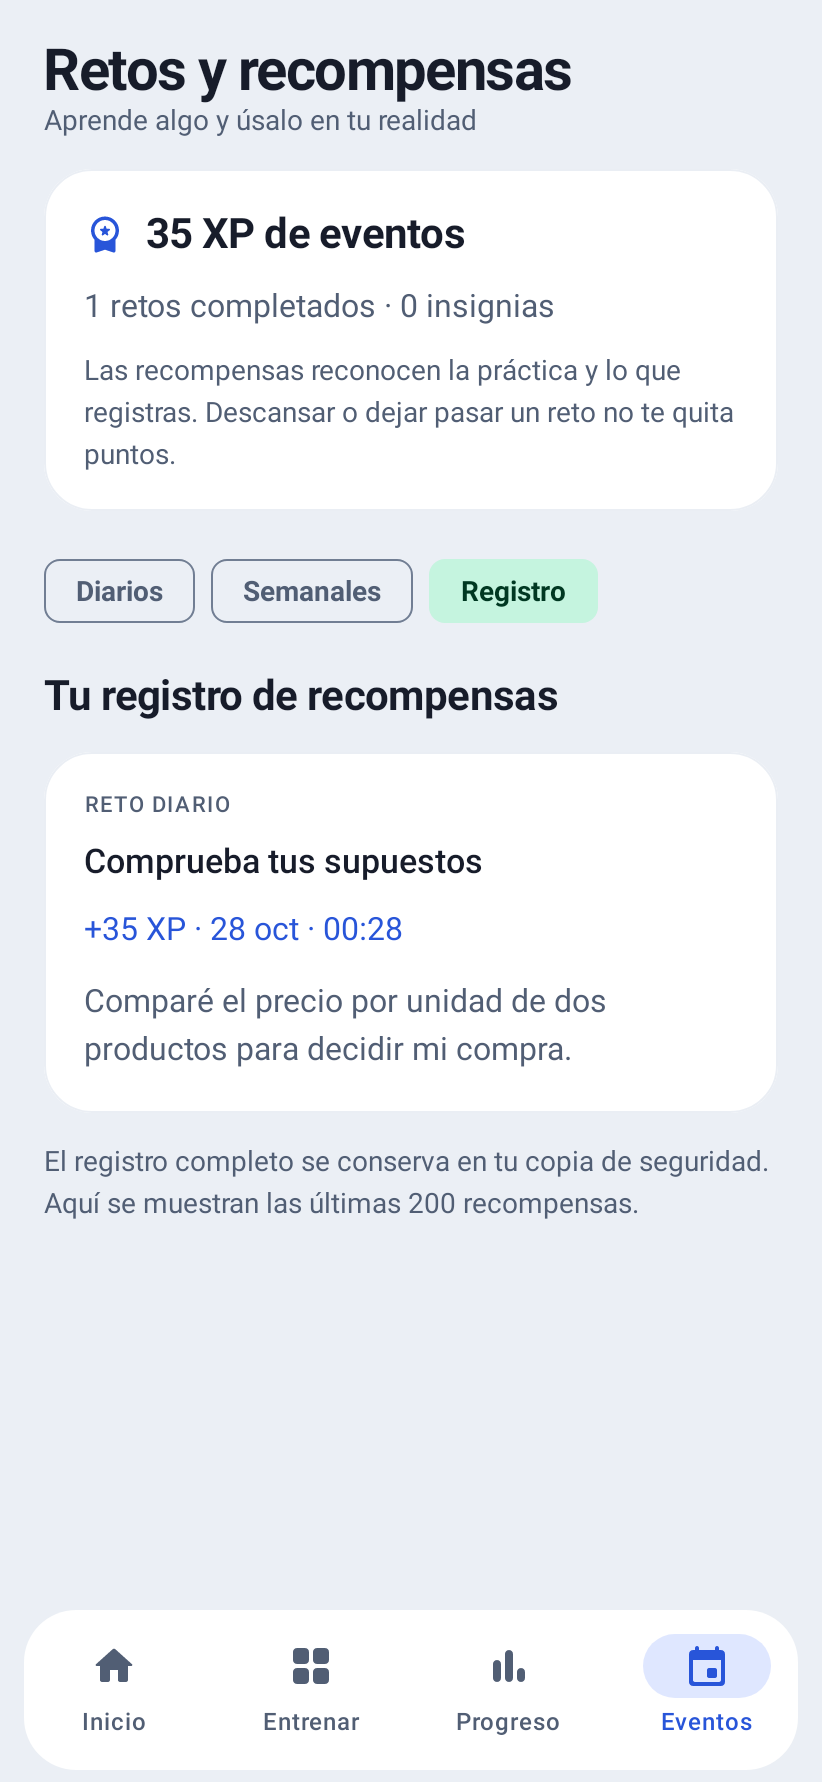 Retos y recompensas
Aprende algo y úsalo en tu realidad
35 XP de eventos
1 retos completados · 0 insignias
Las recompensas reconocen la práctica y lo que
registras. Descansar o dejar pasar un reto no te quita
puntos.
Diarios
Semanales
Registro
Tu registro de recompensas
RETO DIARIO
Comprueba tus supuestos
+35 XP · 28 oct · 00:28
Comparé el precio por unidad de dos
productos para decidir mi compra.
El registro completo se conserva en tu copia de seguridad.
Aquí se muestran las últimas 200 recompensas.
Inicio
Entrenar
Progreso
Eventos